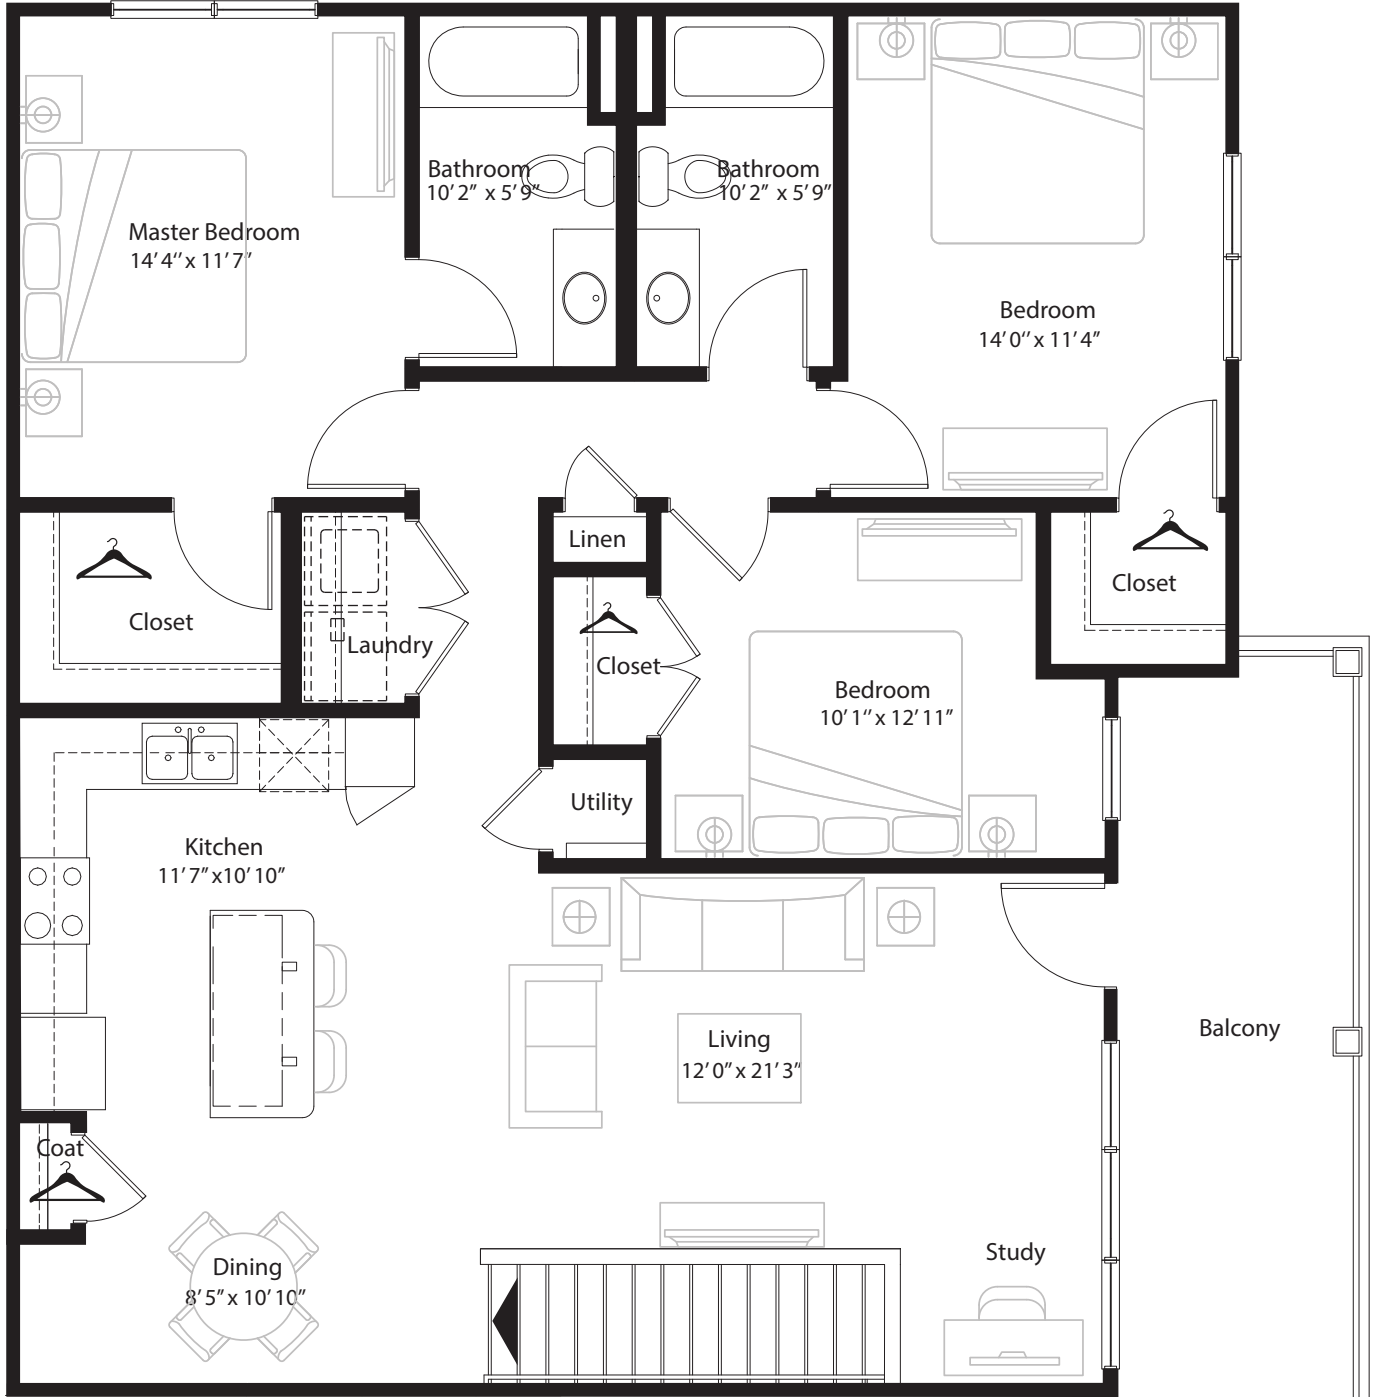 Bathroom
10'2" x 5'9"
Bathroom
10'2" x 5'9"
Master Bedroom
14'4" x 11'7"
Bedroom
14'0" x 11'4"
Linen
Closet
Closet
Laundry
Closet
Bedroom
10'1" x 12'11"
Utility
Kitchen
11'7" x10'10"
Living
12'0" x 21'3"
Balcony
Coat
Study
Dining
8'5" x 10'10"